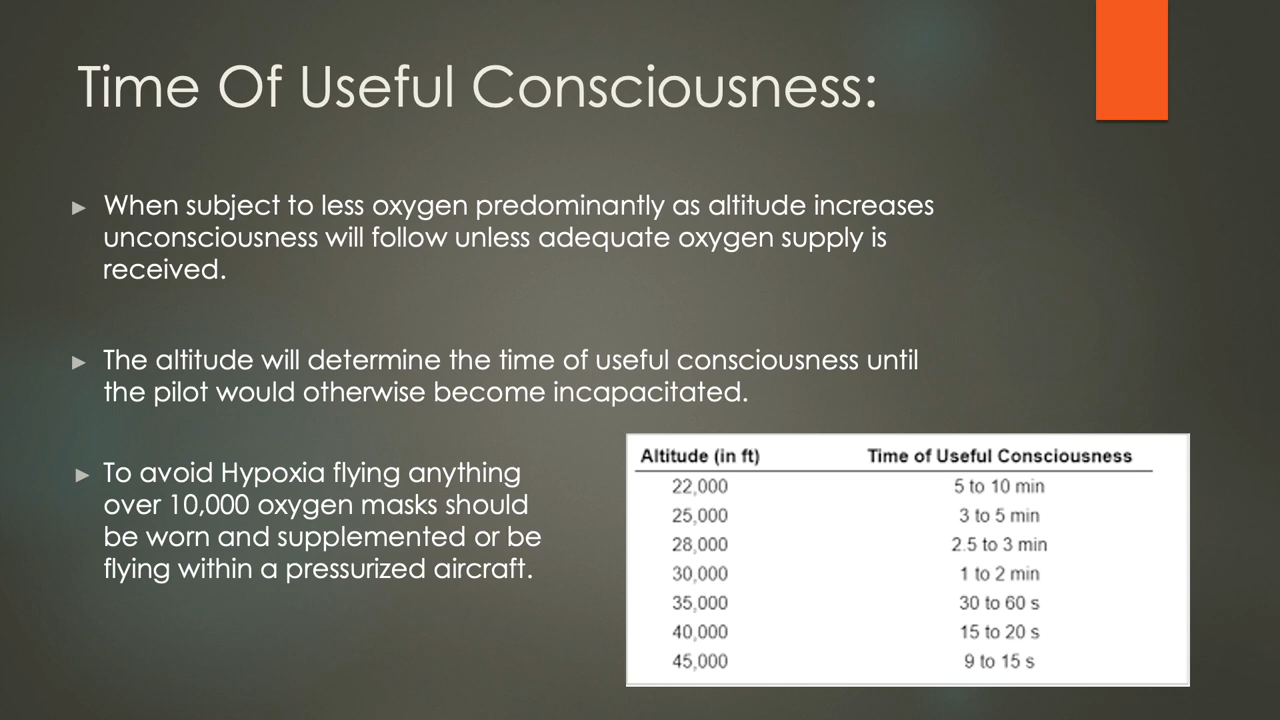 Time Of Useful Consciousness:
When subject to less oxygen predominantly as altitude increases
unconsciousness will follow unless adequate oxygen supply is
received.
The altitude will determine the time of useful consciousness until
the pilot would otherwise become incapacitated.
To avoid Hypoxia flying anything
over 10,000 oxygen masks should
be worn and supplemented or be
flying within a pressurized aircraft.
Altitude (in ft) Time of Useful Consciousness
22,000 5 to 10 min
25,000 3 to 5 min
28,000 2.5 to 3 min
30,000 1 to 2 min
35,000 30 to 60 s
40,000 15 to 20 s
45,000 9 to 15 s